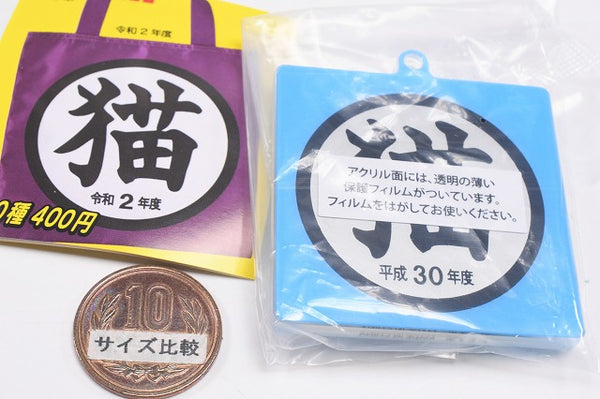 令和2年度
猫
令和2年度
0種 400円
猫
アクリル面には、透明の薄い
保護フィルムがついています。
フィルムをはがしてお使いください。
平成30年度
10
サイズ比較